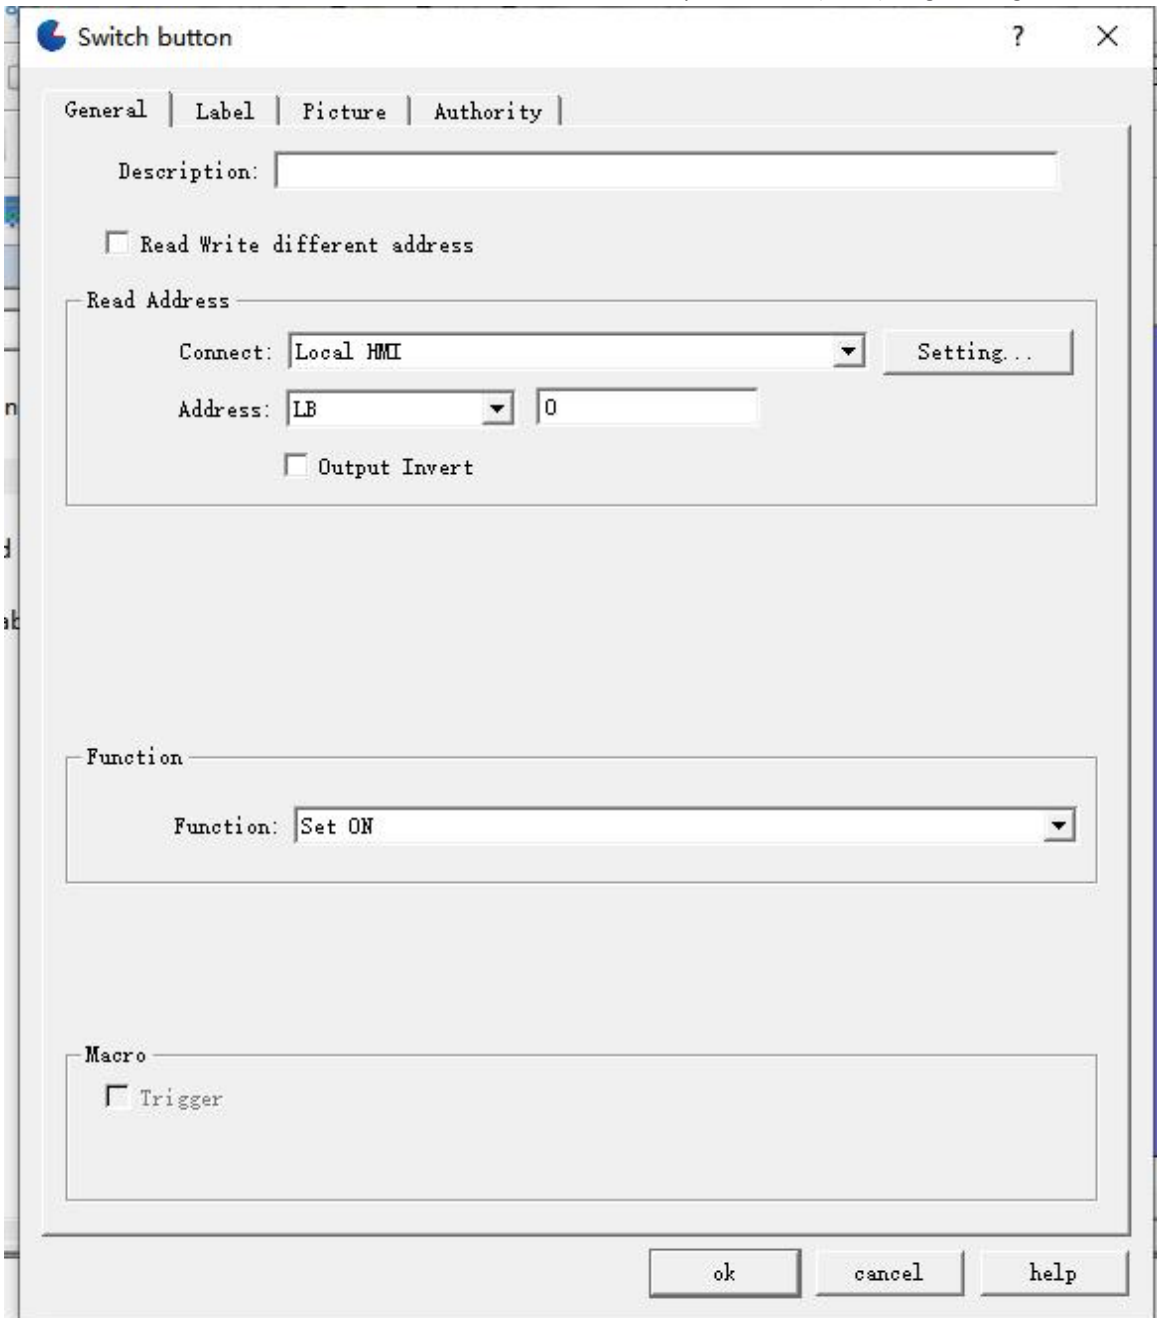 Switch button
?
General
Label
Picture
Authority
Description:
Read Write different address
Read Address
Connect: Local HMI Setting...
Address: LB 0
Output Invert
Function
Function: Set ON
Macro
Trigger
ok cancel help